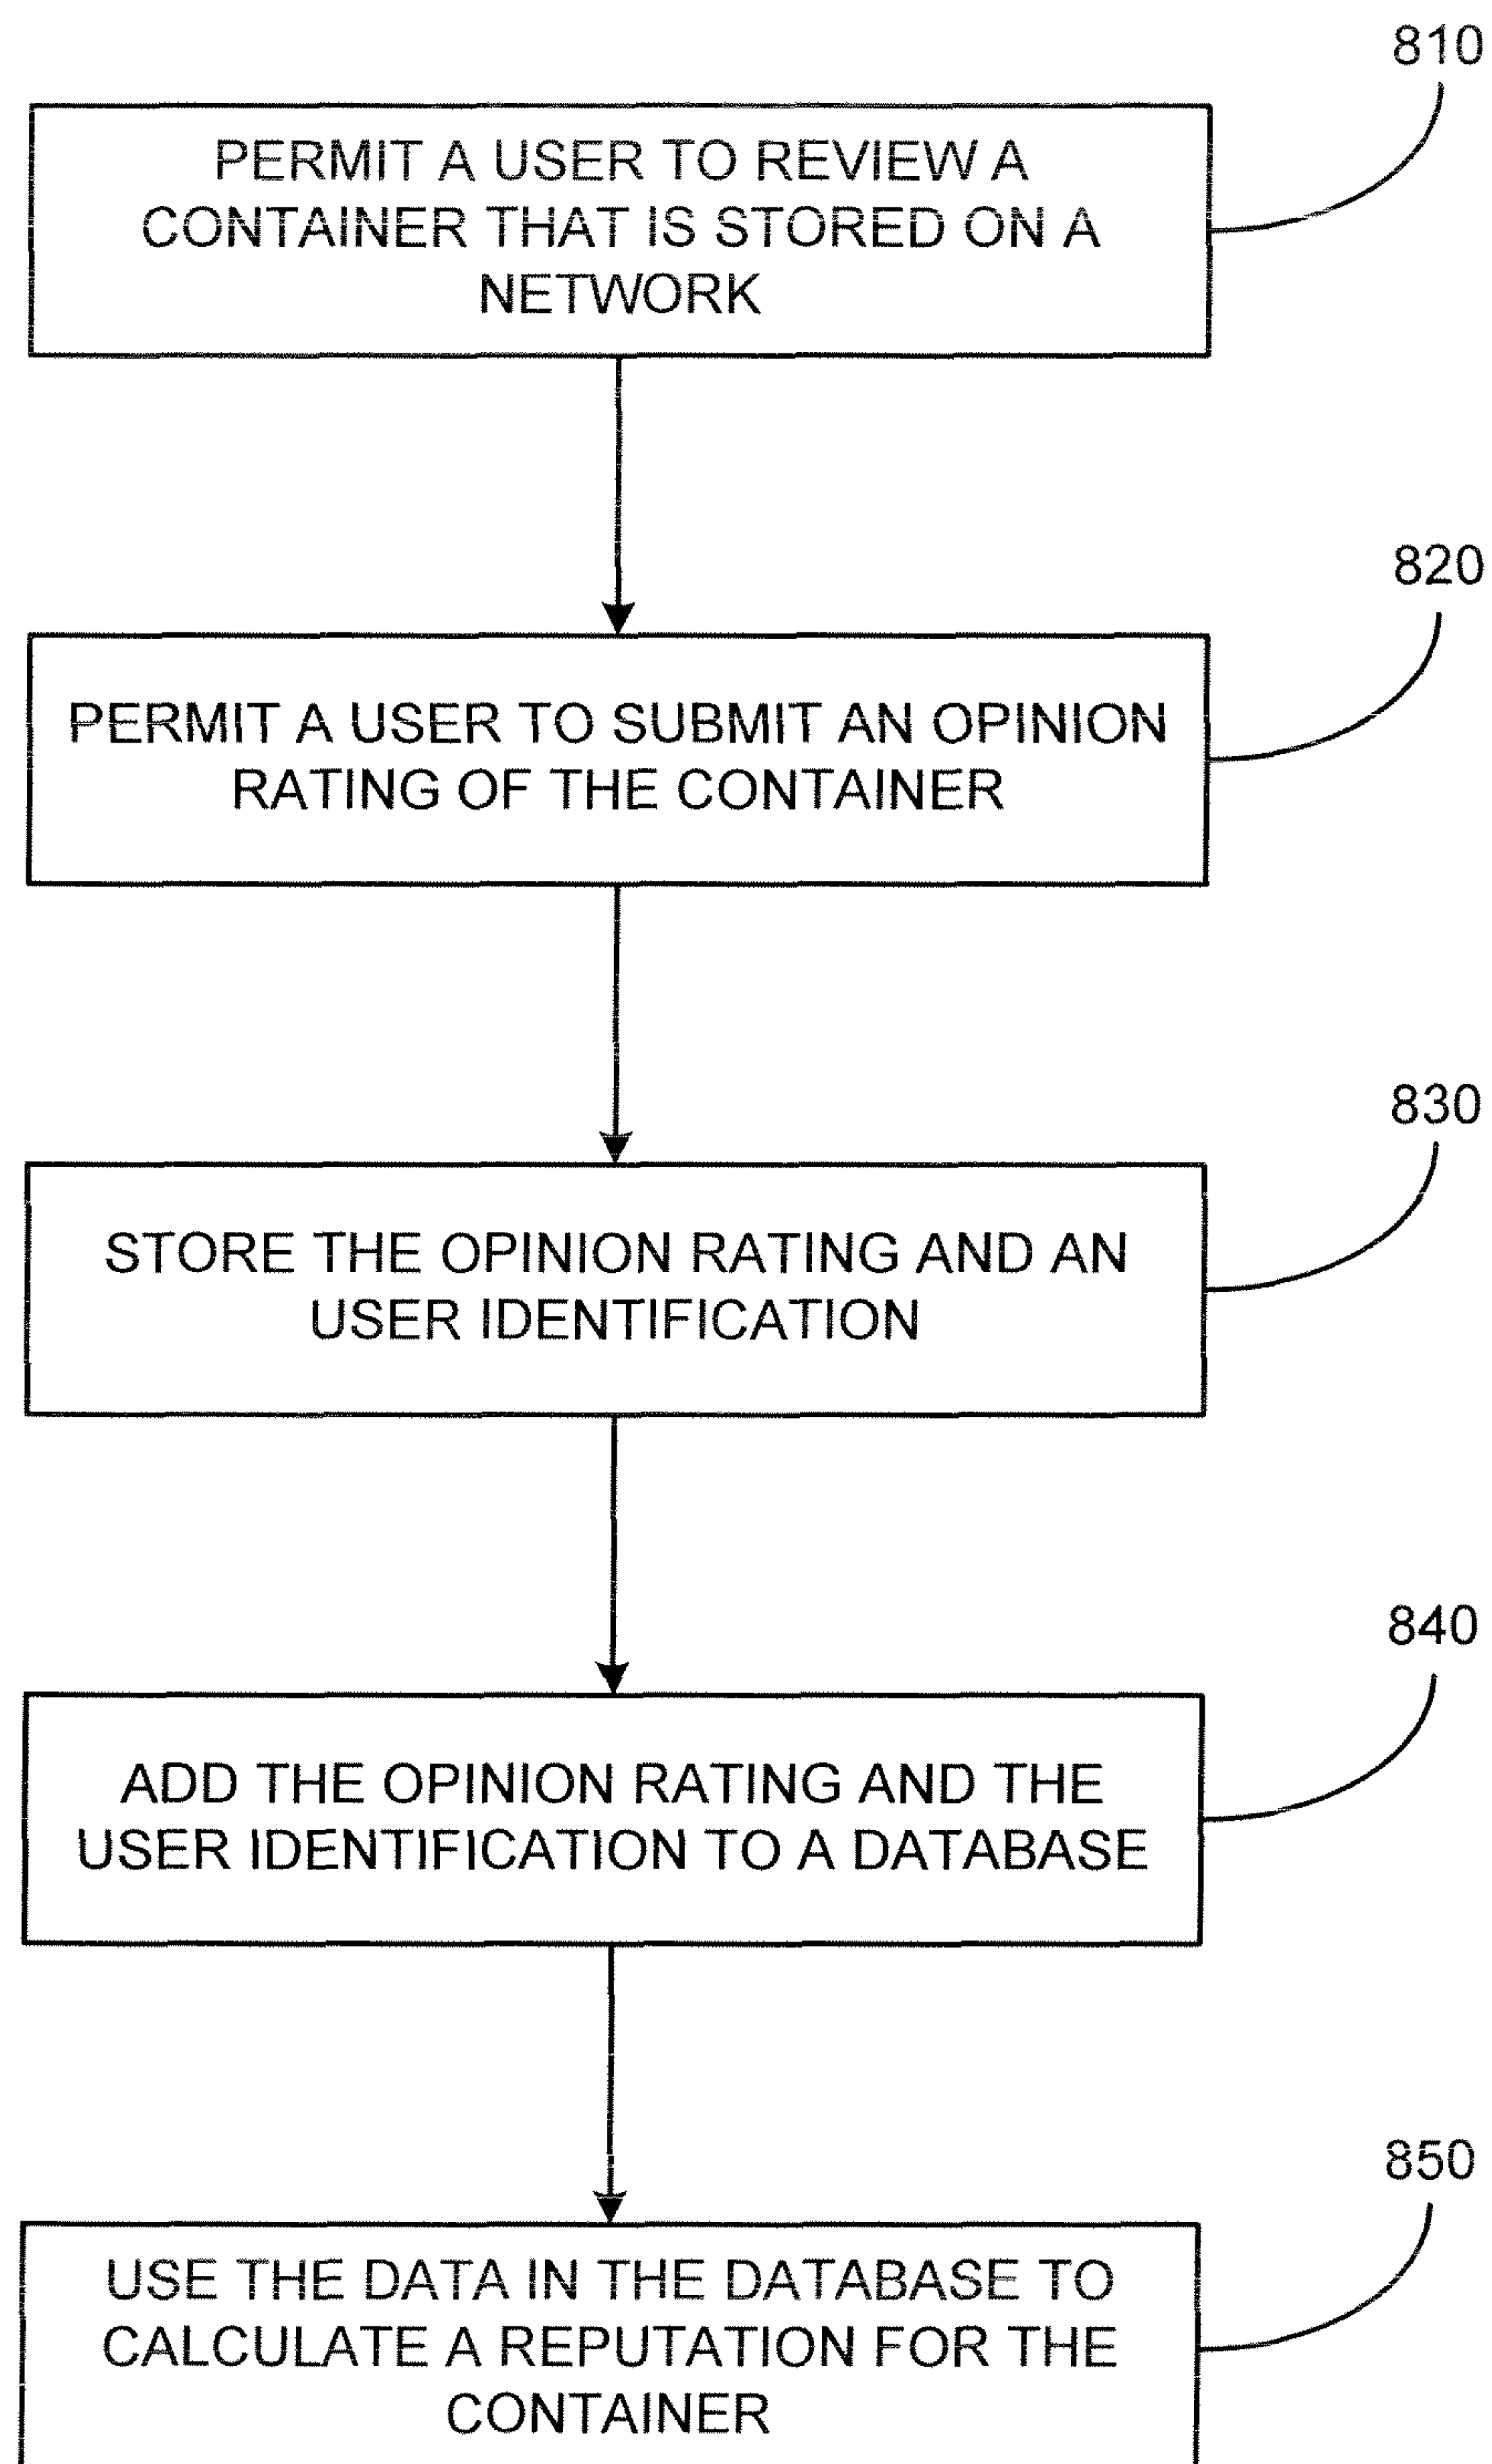 810
PERMIT A USER TO REVIEW A
CONTAINER THAT IS STORED ON A
NETWORK
820
PERMIT A USER TO SUBMIT AN OPINION
RATING OF THE CONTAINER
830
STORE THE OPINION RATING AND AN
USER IDENTIFICATION
840
ADD THE OPINION RATING AND THE
USER IDENTIFICATION TO A DATABASE
850
USE THE DATA IN THE DATABASE TO
CALCULATE A REPUTATION FOR THE
CONTAINER